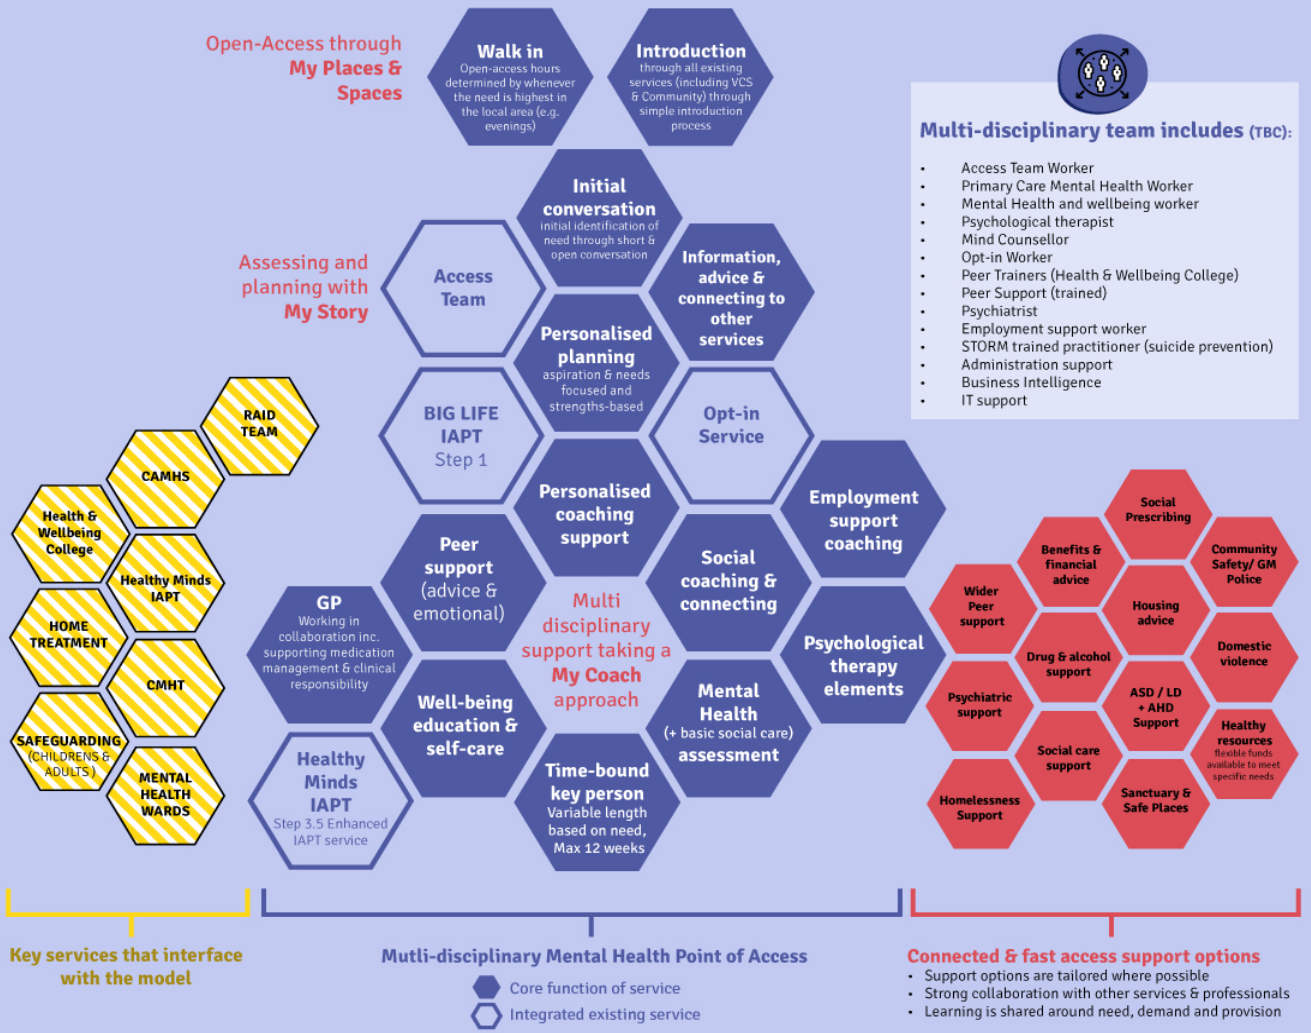 Open-Access through
My Places &
Spaces
Walk in
Open-access hours
determined by whenever
the need is highest in
the local area (e.g.
evenings)
Introduction
through all existing
services (including VCS
& Community) through
simple introduction
process
Multi-disciplinary team includes (TBC):
• Access Team Worker
• Primary Care Mental Health Worker
• Mental Health and wellbeing worker
• Psychological therapist
• Mind Counsellor
• Opt-in Worker
• Peer Trainers (Health & Wellbeing College)
• Peer Support (trained)
• Psychiatrist
• Employment support worker
• STORM trained practitioner (suicide prevention)
• Administration support
• Business Intelligence
• IT support
Initial
conversation
initial identification of
need through short &
open conversation
Assessing and
planning with
My Story
Access
Team
Information,
advice &
connecting to
other
services
Personalised
planning
aspiration & needs
focused and
strengths-based
BIG LIFE
IAPT
Step 1
Opt-in
Service
Personalised
coaching
support
Employment
support
coaching
Peer
support
(advice &
emotional)
Social
coaching &
connecting
GP
Working in
collaboration inc.
supporting medication
management & clinical
responsibility
Multi
disciplinary
support taking a
My Coach
approach
Psychological
therapy
elements
Well-being
education &
self-care
Mental
Health
(+ basic social care)
assessment
Healthy
Minds
IAPT
Step 3.5 Enhanced
IAPT service
Time-bound
key person
Variable length
based on need,
Max 12 weeks
RAID
TEAM
CAMHS
Health &
Wellbeing
College
Healthy Minds
IAPT
HOME
TREATMENT
CMHT
SAFEGUARDING
(CHILDRENS &
ADULTS)
MENTAL
HEALTH
WARDS
Social
Prescribing
Benefits &
financial
advice
Community
Safety/ GM
Police
Wider
Peer
support
Housing
advice
Drug & alcohol
support
Domestic
violence
Psychiatric
support
ASD / LD
+ AHD
Support
Healthy
resources
flexible funds
available to meet
specific needs
Social care
support
Homelessness
Support
Sanctuary &
Safe Places
Key services that interface
with the model
Mutli-disciplinary Mental Health Point of Access
Core function of service
Integrated existing service
Connected & fast access support options
• Support options are tailored where possible
• Strong collaboration with other services & professionals
• Learning is shared around need, demand and provision